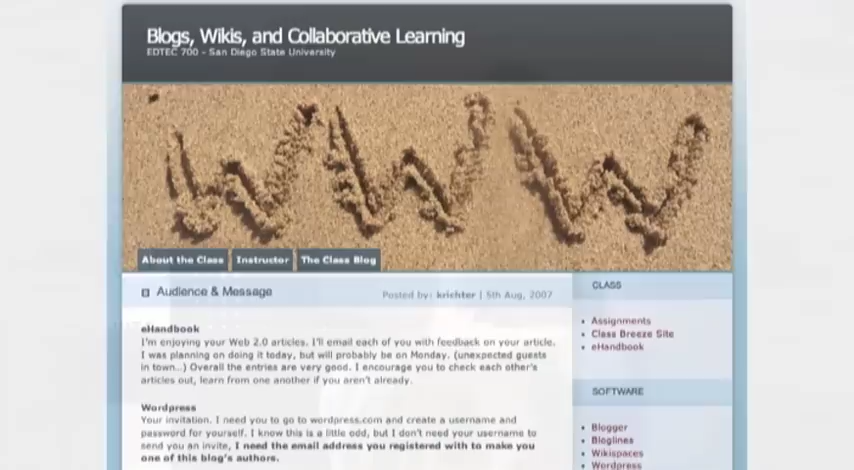 Blogs, Wikis, and Collaborative Learning
EDTEC 700 - San Diego State University
WWW
About the Class Instructor The Class Blog
Audience & Message
Posted by: krichter | 5th Aug, 2007
eHandbook
I'm enjoying your Web 2.0 articles. I'll email each of you with feedback on your article.
I was planning on doing it today, but will probably be on Monday. (unexpected guests
in town...) Overall the entries are very good. I encourage you to check each other's
articles out, learn from one another if you aren't already.
Wordpress
Your invitation. I need you to go to wordpress.com and create a username and
password for yourself. I know this is a little odd, but I don't need your username to
send you an invite, I need the email address you registered with to make you
one of this blog's authors.
CLASS
Assignments
Class Breeze Site
eHandbook
SOFTWARE
Blogger
Bloglines
Wikispaces
Wordpress